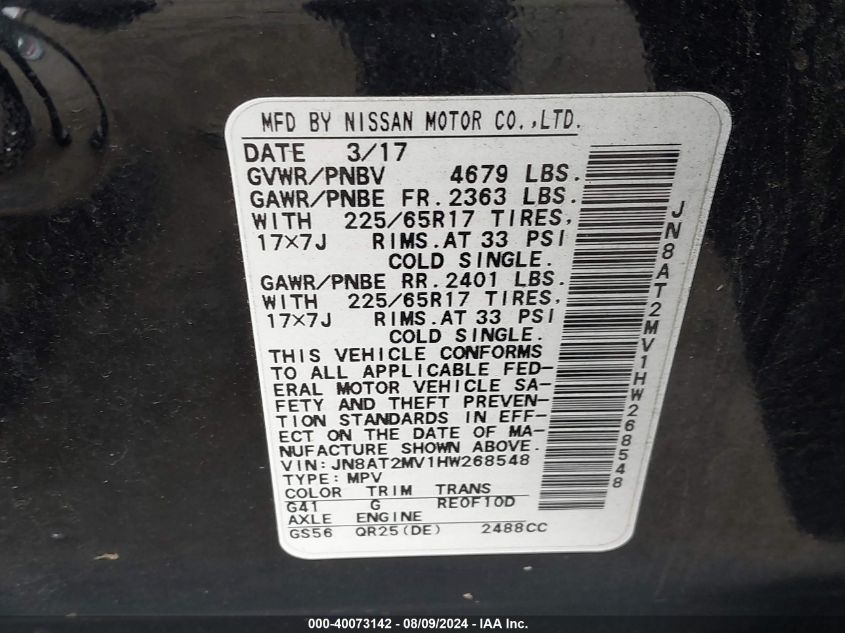 MFD BY NISSAN MOTOR CO.,LTD.
DATE 3/17
GVWR/PNBV 4679 LBS.
GAWR/PNBE FR. 2363 LBS.
WITH 225/65R17 TIRES,
17×7J RIMS. AT 33 PSI
COLD SINGLE.
GAWR/PNBE RR. 2401 LBS.
WITH 225/65R17 TIRES,
17×7J RIMS. AT 33 PSI
COLD SINGLE.
THIS VEHICLE CONFORMS
TO ALL APPLICABLE FED-
ERAL MOTOR VEHICLE SA-
FETY AND THEFT PREVEN-
TION STANDARDS IN EFF-
ECT ON THE DATE OF MA-
NUFACTURE SHOWN ABOVE.
VIN: JN8AT2MV1HW268548
TYPE: MPV
COLOR TRIM TRANS
G41 G RE0F10D
AXLE ENGINE
GS56 QR25(DE) 2488CC
JN8AT2MV1HW268548
000-40073142 - 08/09/2024 - IAA Inc.